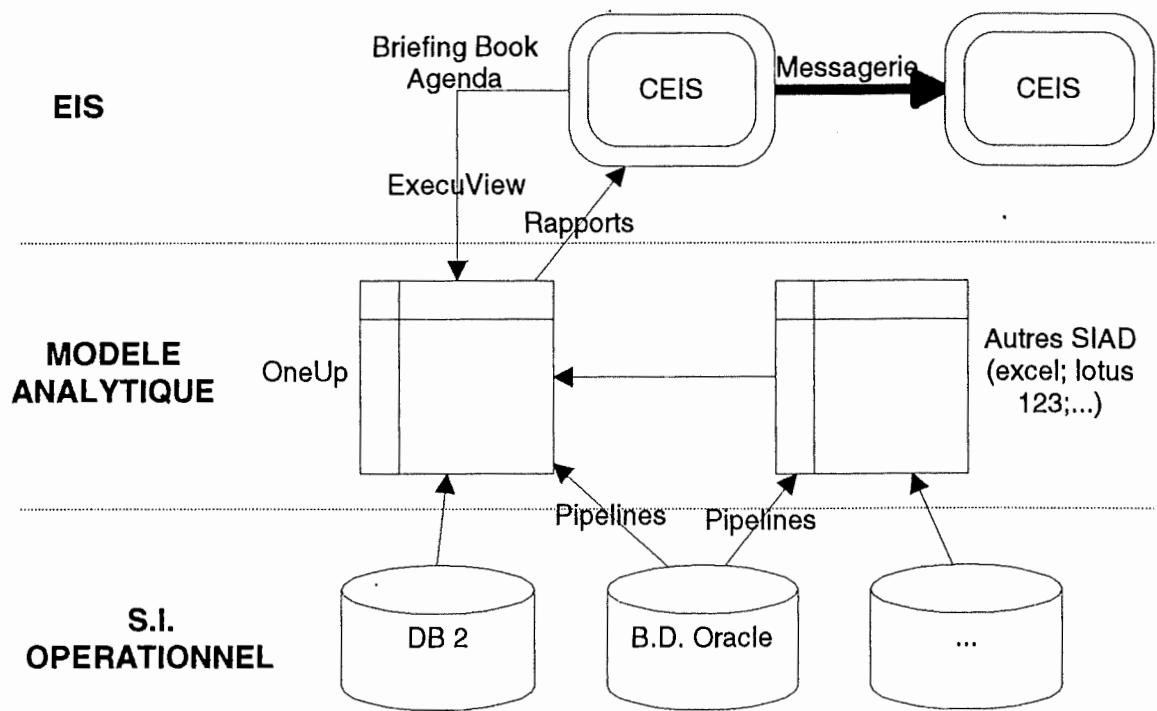 Briefing Book
Agenda
CEIS
Messagerie
CEIS
EIS
ExecuView
Rapports
MODELE
ANALYTIQUE
OneUp
Autres SIAD
(excel; lotus
123;...)
Pipelines
Pipelines
S.I.
OPERATIONNEL
DB 2
B.D. Oracle
...